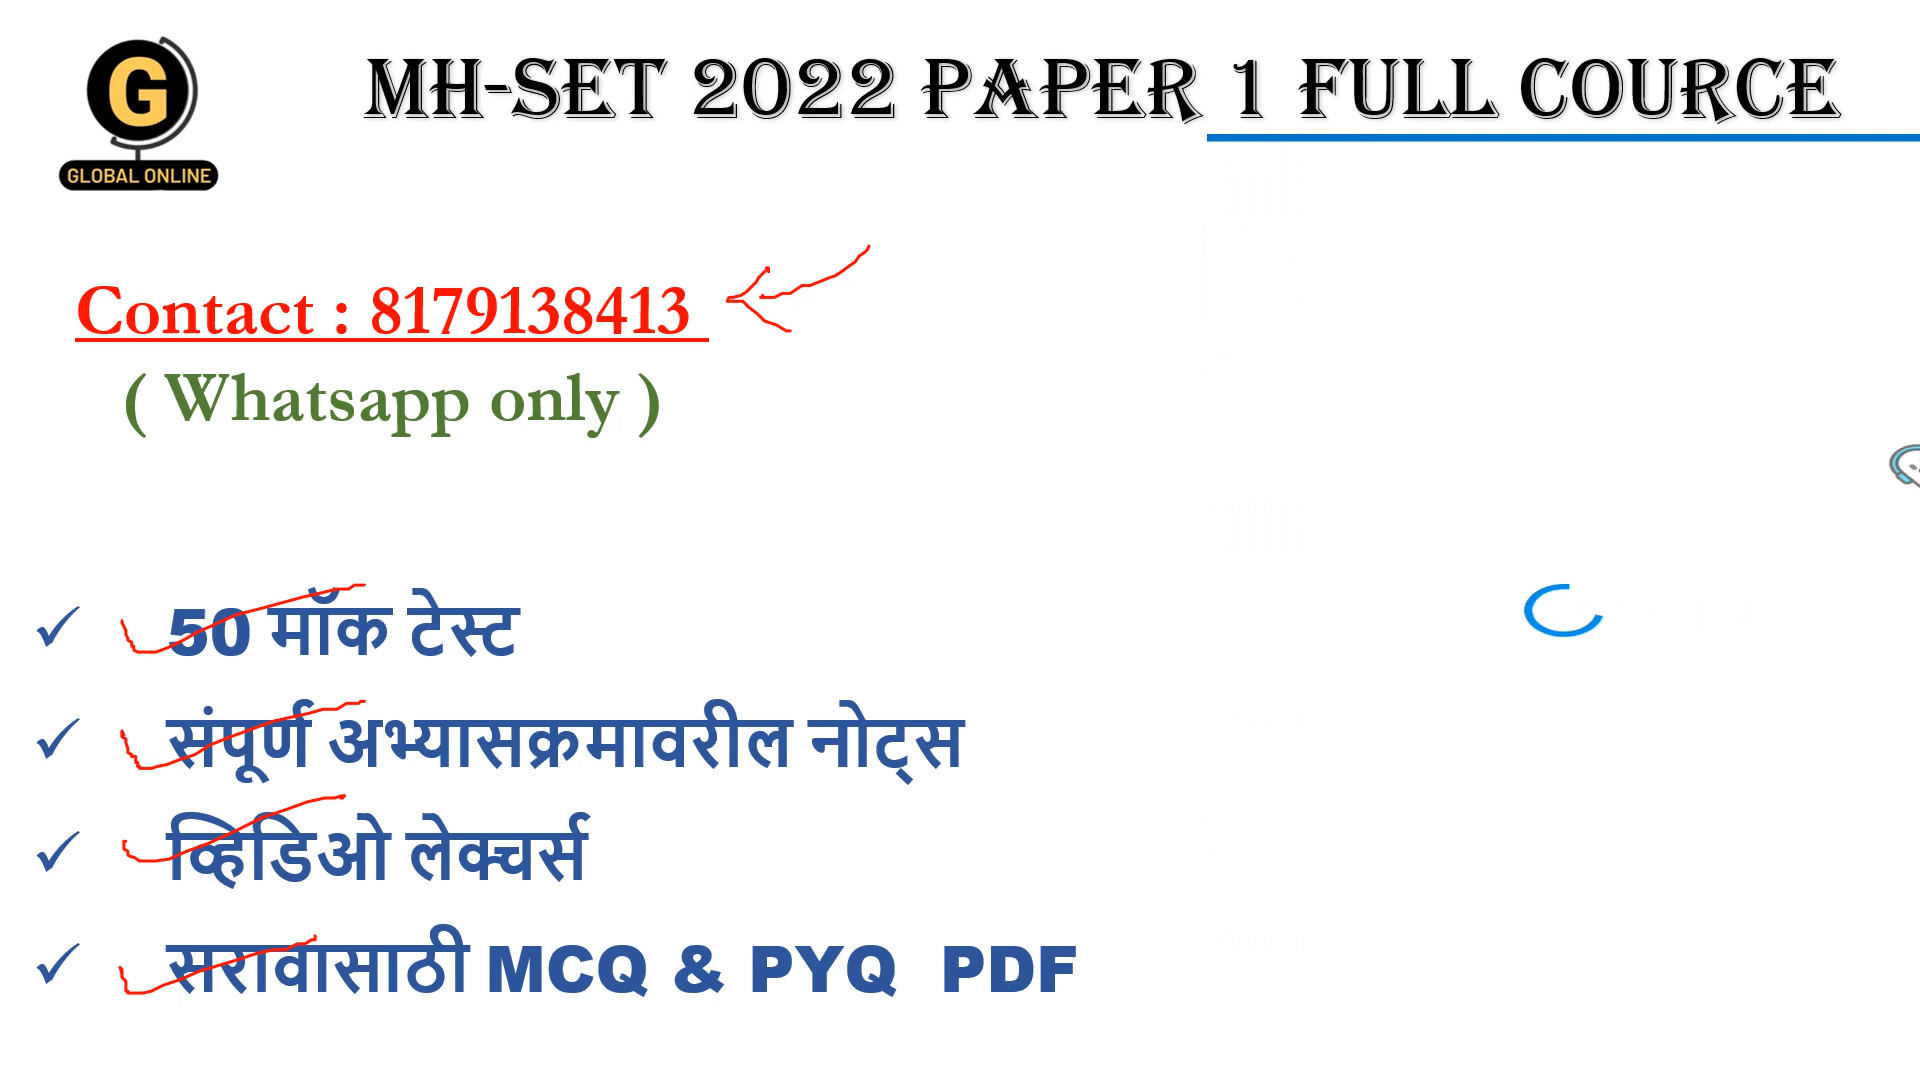 G
GLOBAL ONLINE
MH-SET 2022 PAPER 1 FULL COURCE
Contact : 8179138413
( Whatsapp only )
✓ 50 मॉक टेस्ट
✓ संपूर्ण अभ्यासक्रमावरील नोट्स
✓ व्हिडिओ लेक्चर्स
✓ सरावासाठी MCQ & PYQ PDF